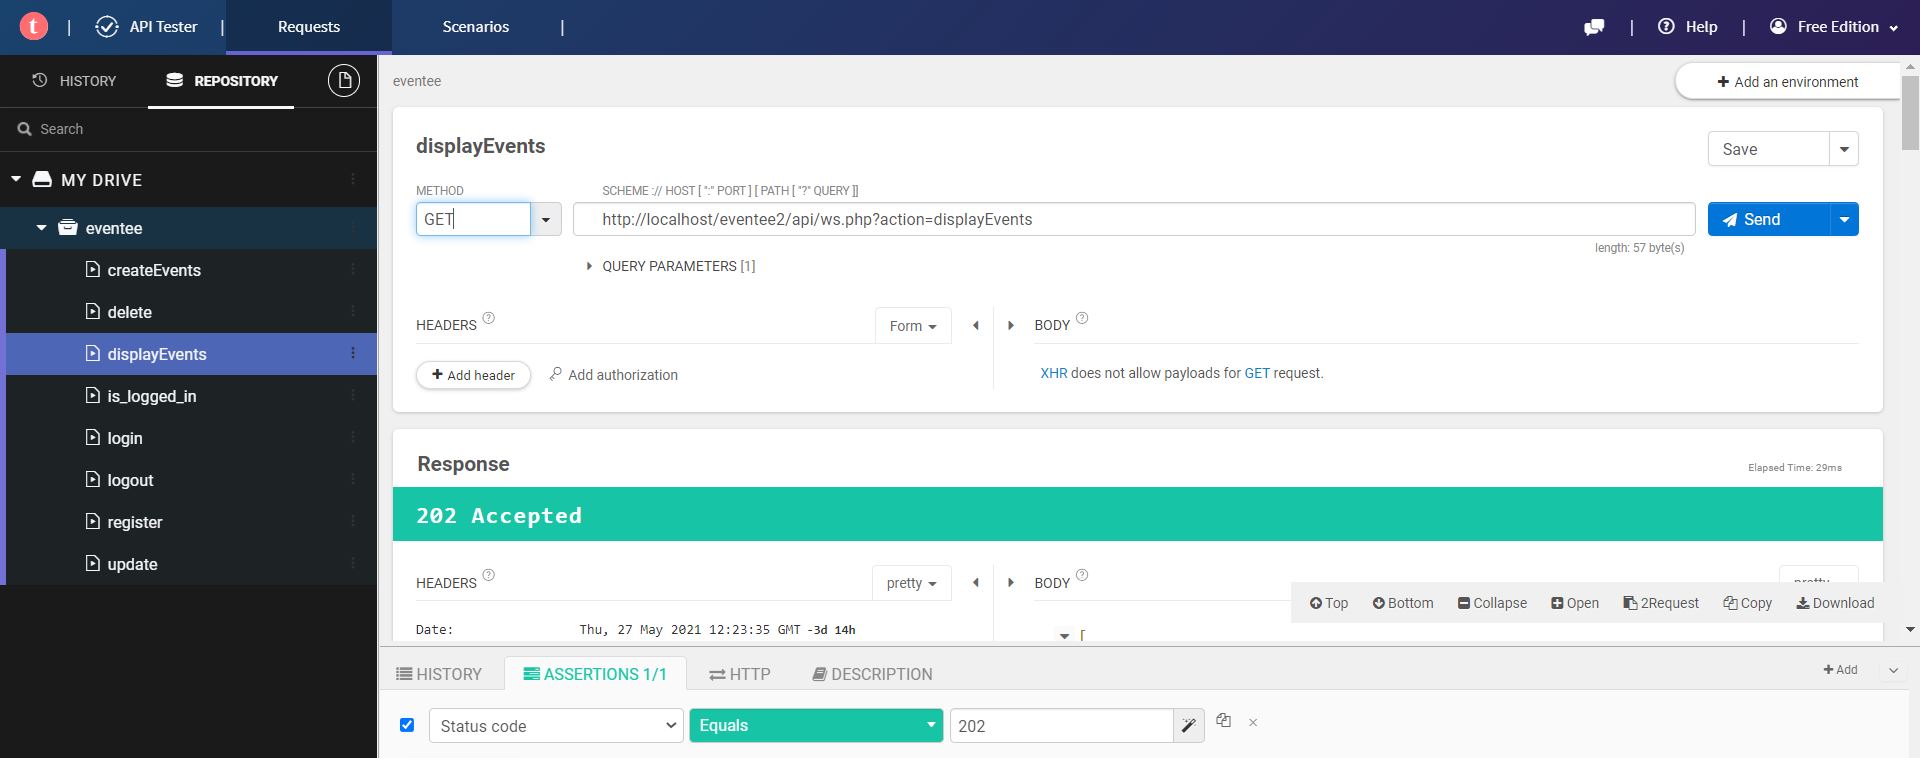 t | API Tester | Requests Scenarios | | Help | Free Edition
HISTORY REPOSITORY
Search
MY DRIVE
eventee
createEvents
delete
displayEvents
is_logged_in
login
logout
register
update
eventee
Add an environment
displayEvents
Save
METHOD SCHEME :// HOST [ ":" PORT ] [ PATH [ "?" QUERY ]]
GET http://localhost/eventee2/api/ws.php?action=displayEvents Send
length: 57 byte(s)
QUERY PARAMETERS [1]
HEADERS ? Form BODY ?
Add header Add authorization XHR does not allow payloads for GET request.
Response
Elapsed Time: 29ms
202 Accepted
HEADERS ? pretty BODY ? pretty
Top Bottom Collapse Open 2Request Copy Download
Date: Thu, 27 May 2021 12:23:35 GMT -3d 14h [
HISTORY ASSERTIONS 1/1 HTTP DESCRIPTION Add
Status code Equals 202